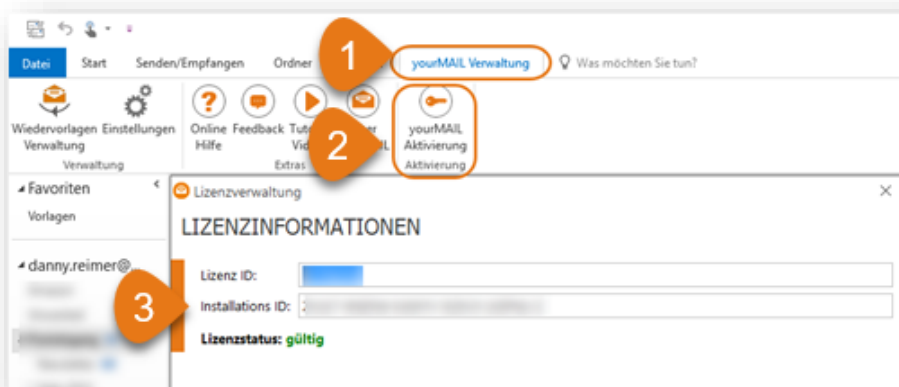 1
Datei Start Senden/Empfangen Ordner yourMAIL Verwaltung Was möchten Sie tun?
2
Wiedervorlagen Einstellungen Online Feedback yourMAIL
Verwaltung Hilfe Aktivierung
Verwaltung Extras Aktivierung
Favoriten
Vorlagen
danny.reimer@...
Lizenzverwaltung
LIZENZINFORMATIONEN
Lizenz ID:
3
Installations ID:
Lizenzstatus: gültig